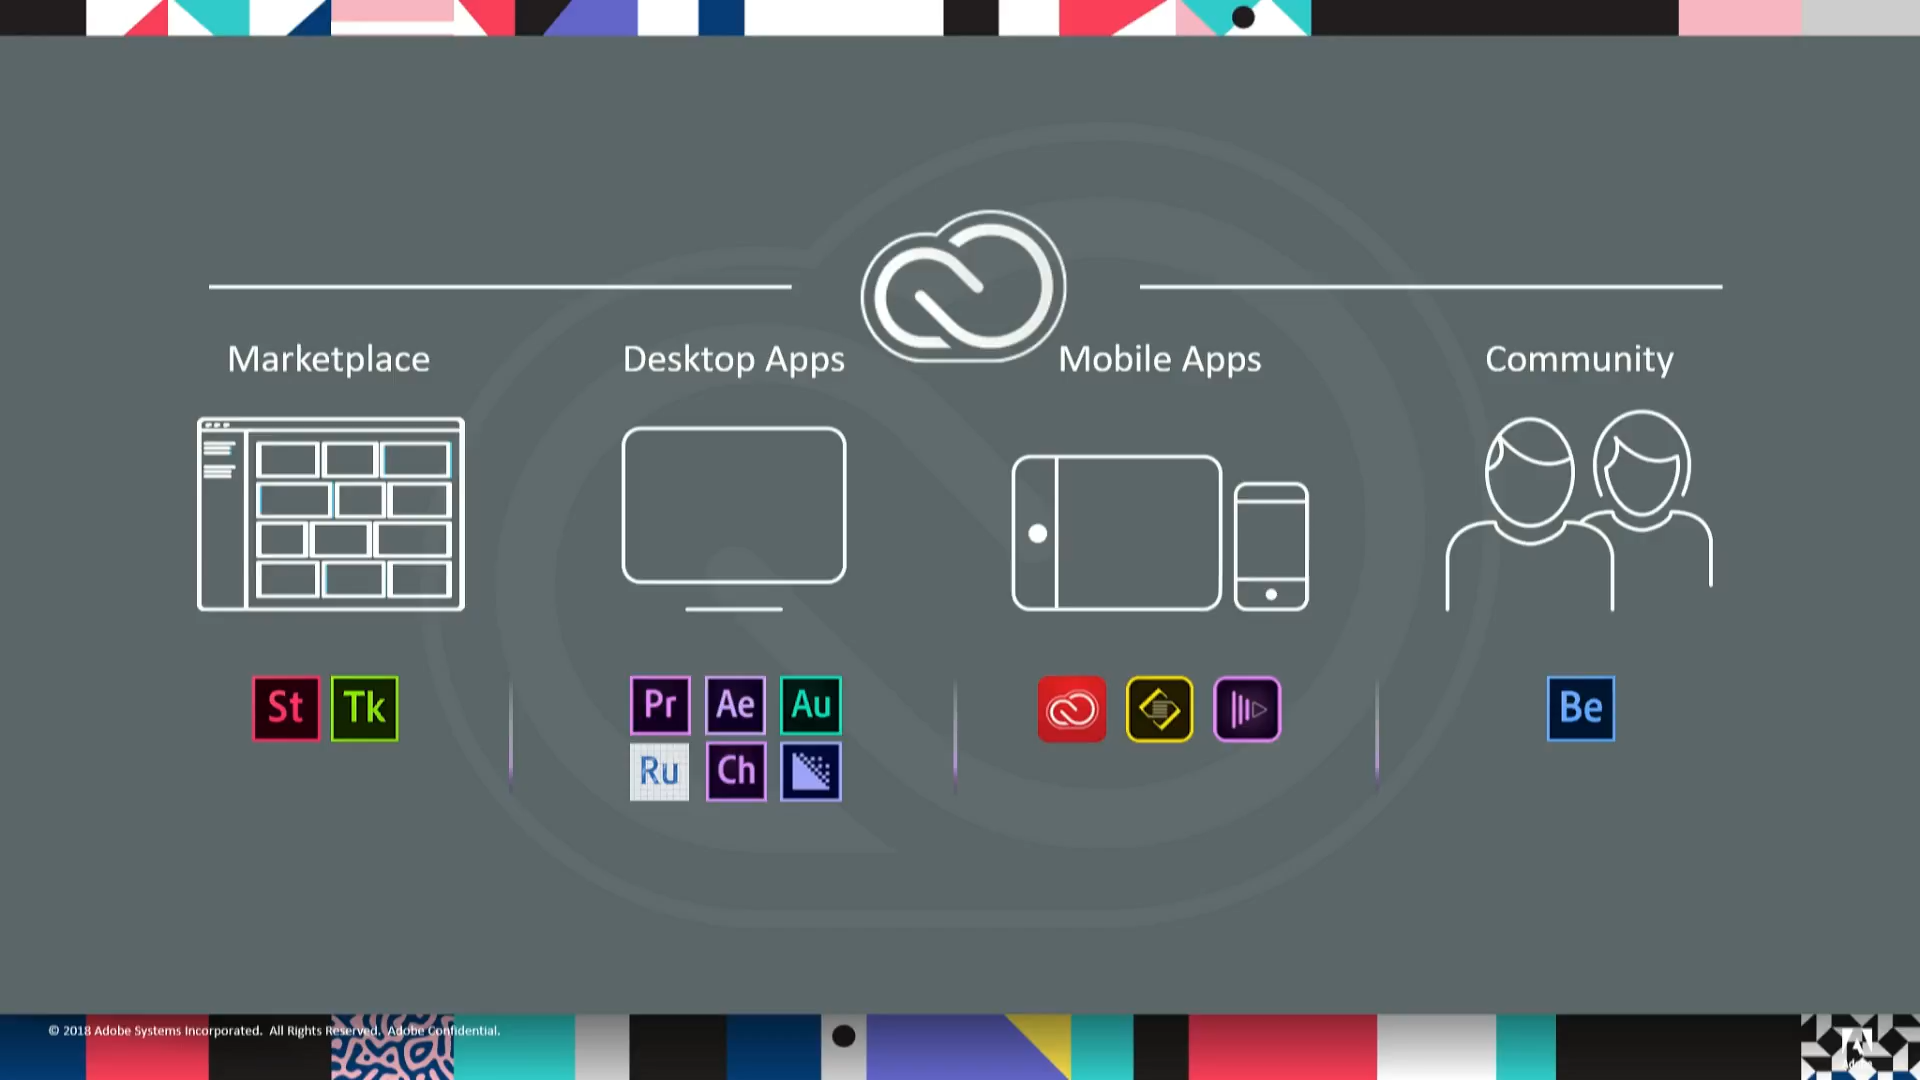 Marketplace
Desktop Apps
Mobile Apps
Community
St Tk
Pr Ae Au
Ru Ch
Be
© 2018 Adobe Systems Incorporated. All Rights Reserved. Adobe Confidential.